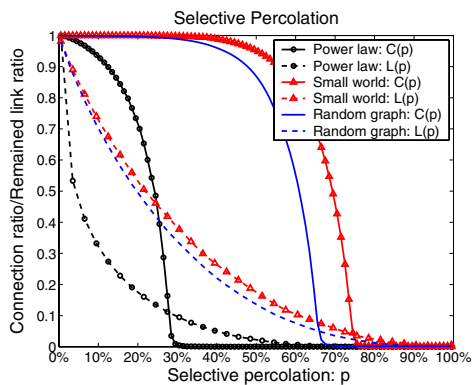 Selective Percolation
Connection ratio/Remained link ratio
1
0.9
0.8
0.7
0.6
0.5
0.4
0.3
0.2
0.1
0
Power law: C(p)
Power law: L(p)
Small world: C(p)
Small world: L(p)
Random graph: C(p)
Random graph: L(p)
0% 10% 20% 30% 40% 50% 60% 70% 80% 90% 100%
Selective percolation: p